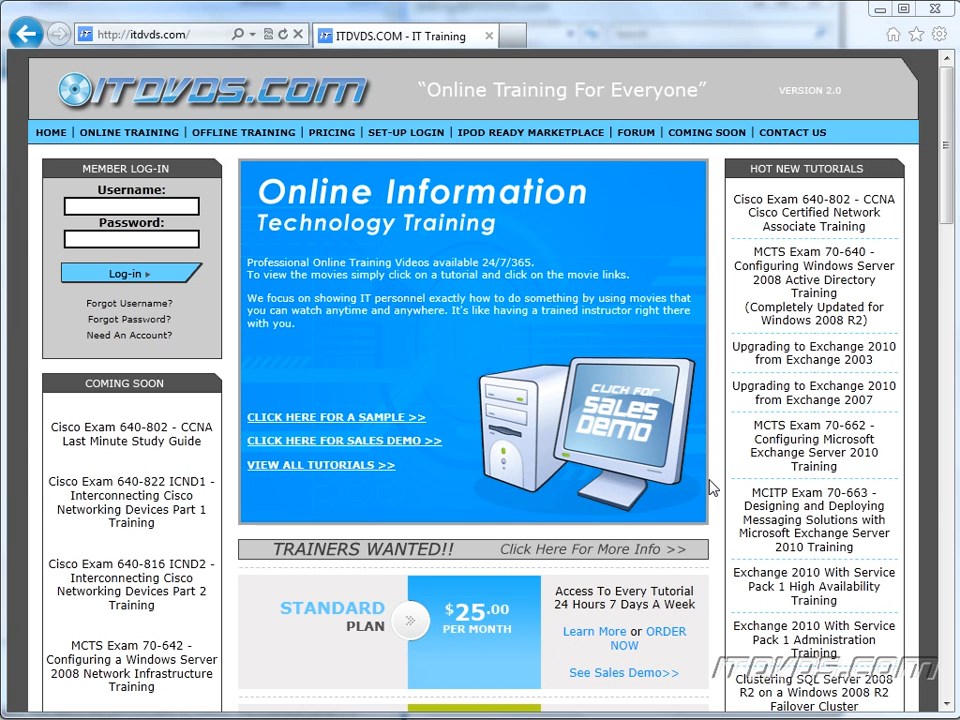 http://itdvds.com/
ITDVDS.COM - IT Training
ITDVDS.COM
“Online Training For Everyone”
VERSION 2.0
HOME | ONLINE TRAINING | OFFLINE TRAINING | PRICING | SET-UP LOGIN | IPOD READY MARKETPLACE | FORUM | COMING SOON | CONTACT US
MEMBER LOG-IN
Username:
Password:
Log-in
Forgot Username?
Forgot Password?
Need An Account?
COMING SOON
Cisco Exam 640-802 - CCNA
Last Minute Study Guide
Cisco Exam 640-822 ICND1 -
Interconnecting Cisco
Networking Devices Part 1
Training
Cisco Exam 640-816 ICND2 -
Interconnecting Cisco
Networking Devices Part 2
Training
MCTS Exam 70-642 -
Configuring a Windows Server
2008 Network Infrastructure
Training
Online Information
Technology Training
Professional Online Training Videos available 24/7/365.
To view the movies simply click on a tutorial and click on the movie links.
We focus on showing IT personnel exactly how to do something by using movies that
you can watch anytime and anywhere. It's like having a trained instructor right there
with you.
CLICK HERE FOR A SAMPLE >>
CLICK HERE FOR SALES DEMO >>
VIEW ALL TUTORIALS >>
CLICK FOR
SALES
DEMO
TRAINERS WANTED!! Click Here For More Info >>
STANDARD
PLAN
$25.00
PER MONTH
Access To Every Tutorial
24 Hours 7 Days A Week
Learn More or ORDER
NOW
See Sales Demo>>
HOT NEW TUTORIALS
Cisco Exam 640-802 - CCNA
Cisco Certified Network
Associate Training
MCTS Exam 70-640 -
Configuring Windows Server
2008 Active Directory
Training
(Completely Updated for
Windows 2008 R2)
Upgrading to Exchange 2010
from Exchange 2003
Upgrading to Exchange 2010
from Exchange 2007
MCTS Exam 70-662 -
Configuring Microsoft
Exchange Server 2010
Training
MCITP Exam 70-663 -
Designing and Deploying
Messaging Solutions with
Microsoft Exchange Server
2010 Training
Exchange 2010 With Service
Pack 1 High Availability
Training
Exchange 2010 With Service
Pack 1 Administration
Training
Clustering SQL Server 2008
R2 on a Windows 2008 R2
Failover Cluster
ITDVDS.COM